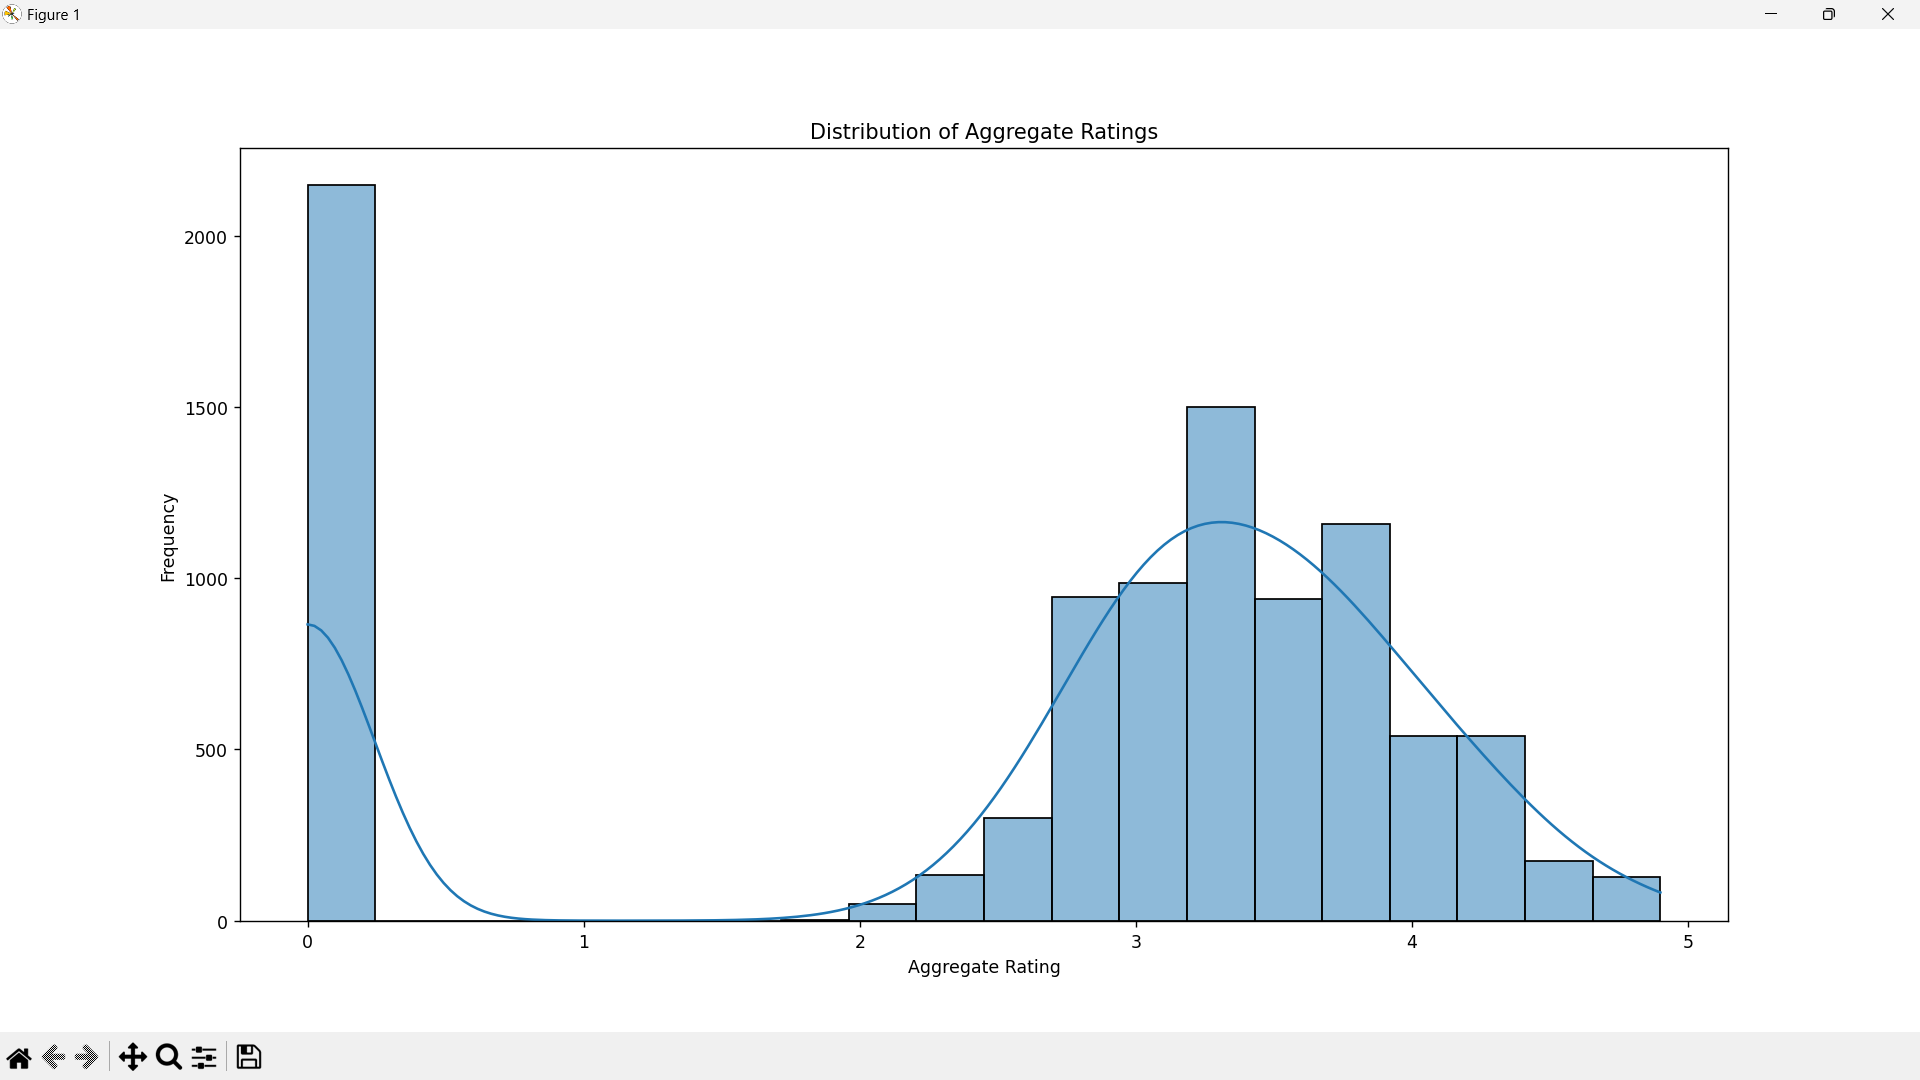 Figure 1
Distribution of Aggregate Ratings
2000
1500
1000
500
0
Frequency
0 1 2 3 4 5
Aggregate Rating